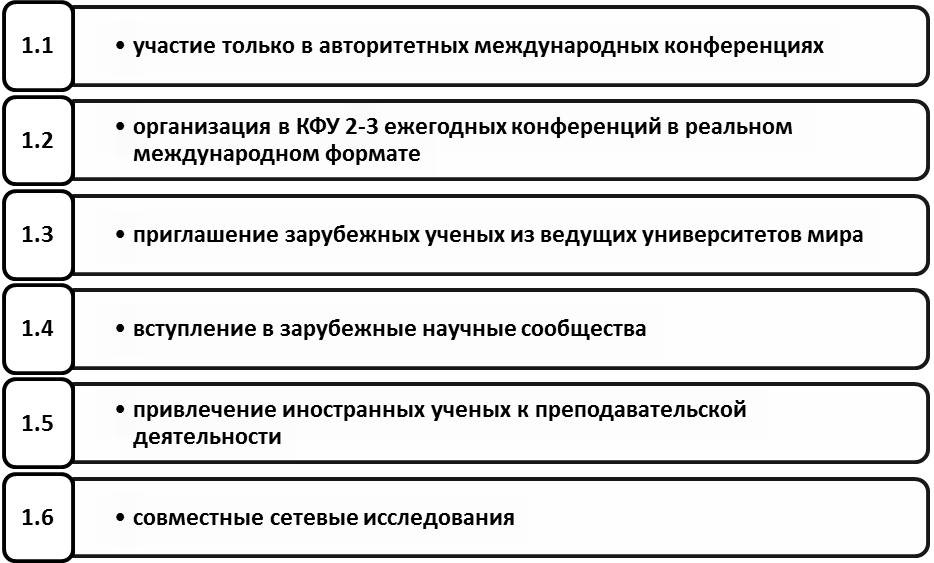 1.1
• участие только в авторитетных международных конференциях
1.2
• организация в КФУ 2-3 ежегодных конференций в реальном
международном формате
1.3
• приглашение зарубежных ученых из ведущих университетов мира
1.4
• вступление в зарубежные научные сообщества
1.5
• привлечение иностранных ученых к преподавательской
деятельности
1.6
• совместные сетевые исследования